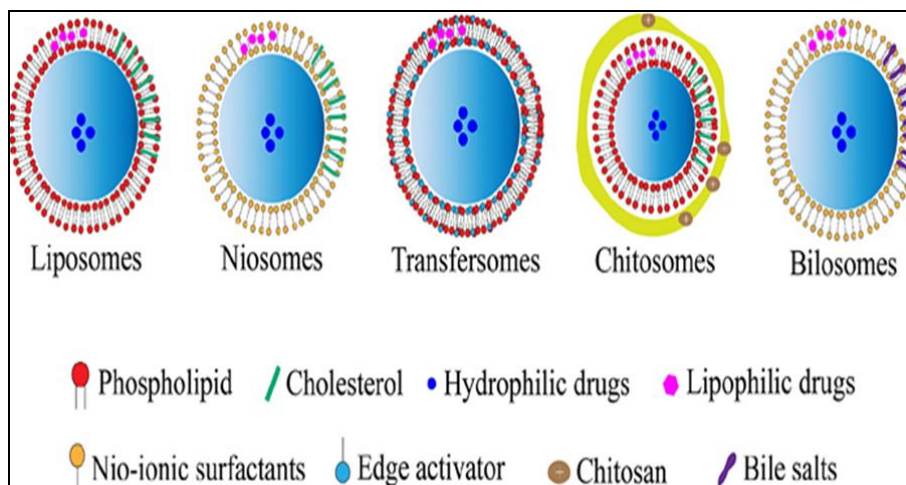 Liposomes Niosomes Transfersomes Chitosomes Bilosomes
Phospholipid Cholesterol Hydrophilic drugs Lipophilic drugs
Nio-ionic surfactants Edge activator Chitosan Bile salts